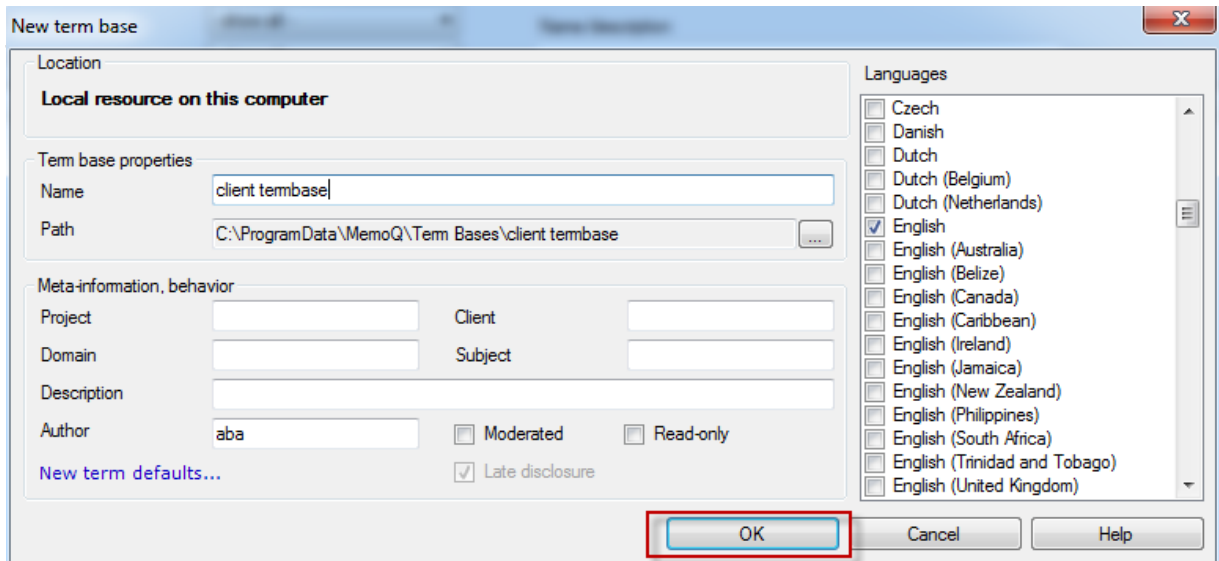 New term base
Location
Local resource on this computer
Term base properties
Name client termbase
Path C:\ProgramData\MemoQ\Term Bases\client termbase ...
Meta-information, behavior
Project Client
Domain Subject
Description
Author aba Moderated Read-only
New term defaults... Late disclosure
Languages
Czech
Danish
Dutch
Dutch (Belgium)
Dutch (Netherlands)
English
English (Australia)
English (Belize)
English (Canada)
English (Caribbean)
English (Ireland)
English (Jamaica)
English (New Zealand)
English (Philippines)
English (South Africa)
English (Trinidad and Tobago)
English (United Kingdom)
OK Cancel Help